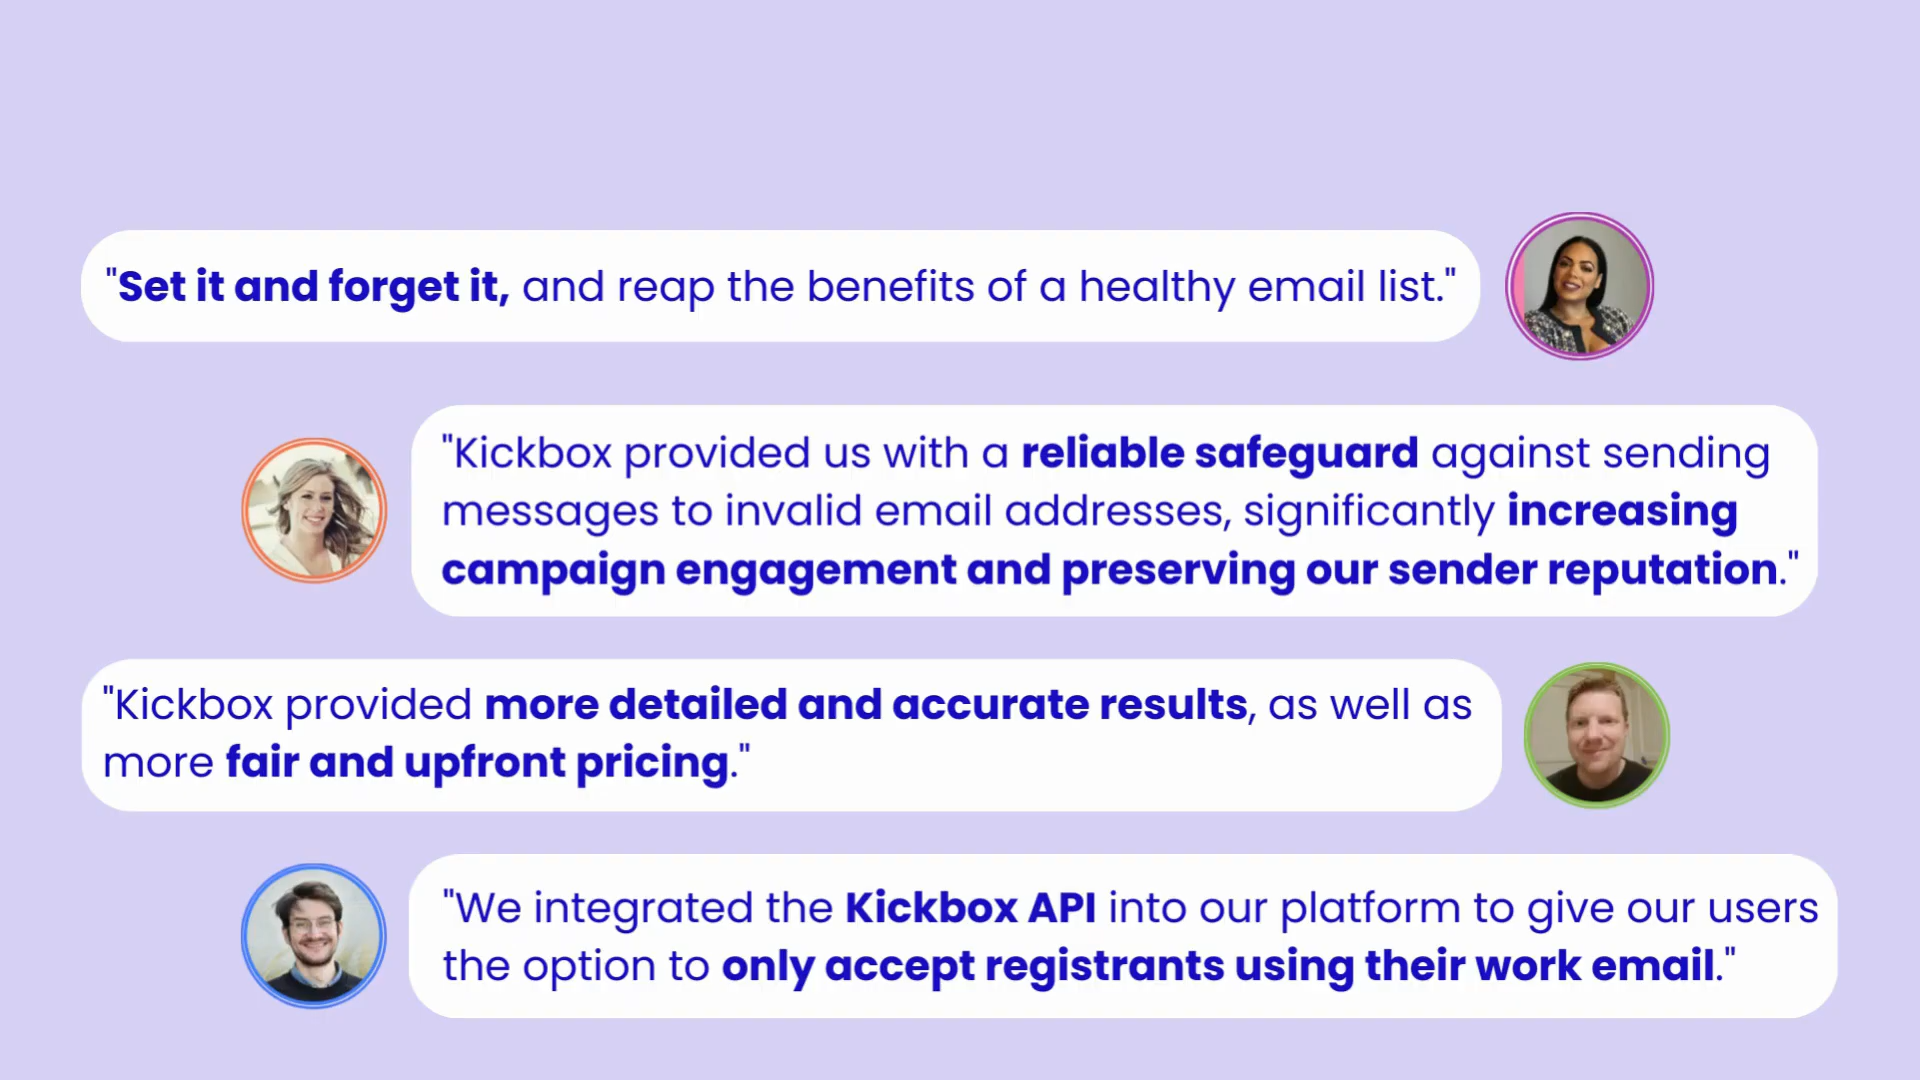 "Set it and forget it, and reap the benefits of a healthy email list."
"Kickbox provided us with a reliable safeguard against sending
messages to invalid email addresses, significantly increasing
campaign engagement and preserving our sender reputation."
"Kickbox provided more detailed and accurate results, as well as
more fair and upfront pricing."
"We integrated the Kickbox API into our platform to give our users
the option to only accept registrants using their work email."